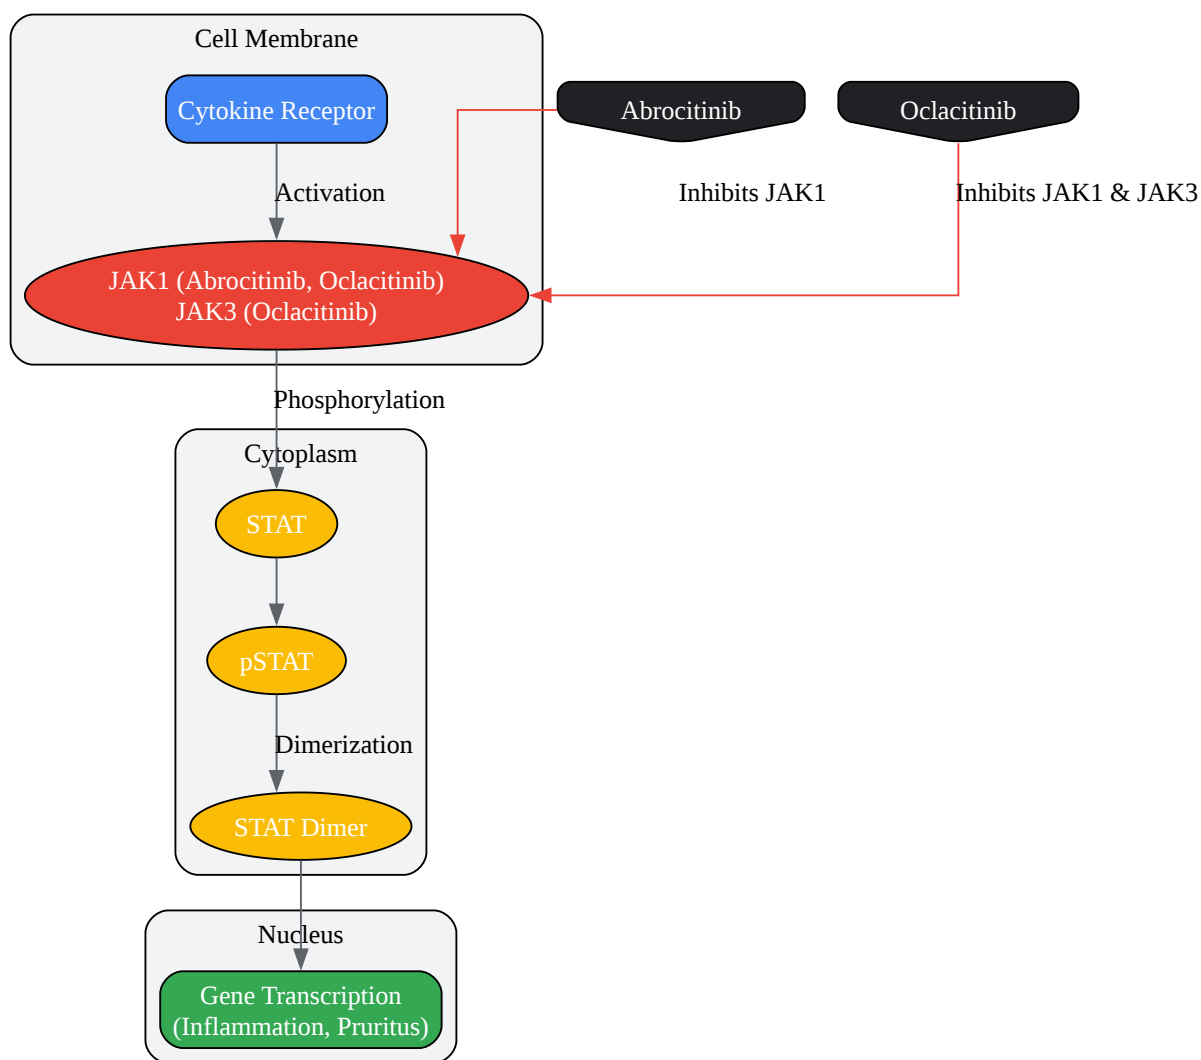 Cell Membrane
Cytokine Receptor
Abrocitinib
Oclacitinib
Activation
Inhibits JAK1
Inhibits JAK1 & JAK3
JAK1 (Abrocitinib, Oclacitinib)
JAK3 (Oclacitinib)
Phosphorylation
Cytoplasm
STAT
pSTAT
Dimerization
STAT Dimer
Nucleus
Gene Transcription
(Inflammation, Pruritus)